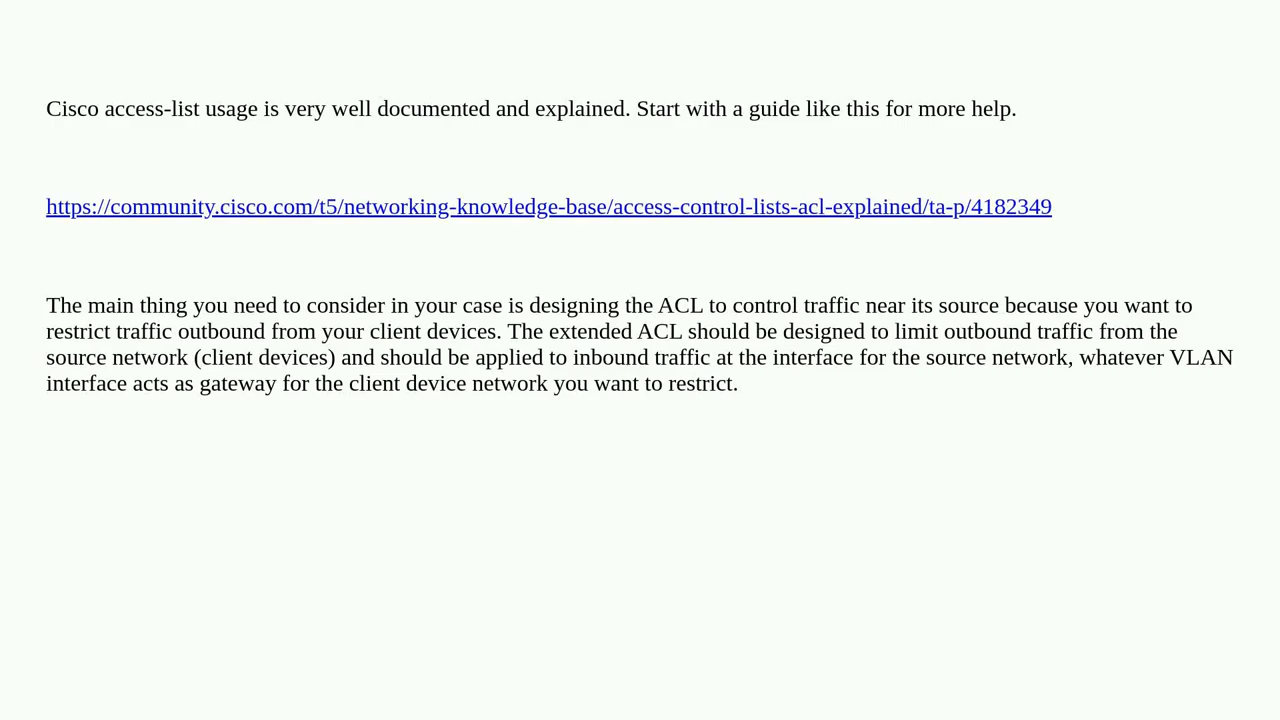 Cisco access-list usage is very well documented and explained. Start with a guide like this for more help.
https://community.cisco.com/t5/networking-knowledge-base/access-control-lists-acl-explained/ta-p/4182349
The main thing you need to consider in your case is designing the ACL to control traffic near its source because you want to
restrict traffic outbound from your client devices. The extended ACL should be designed to limit outbound traffic from the
source network (client devices) and should be applied to inbound traffic at the interface for the source network, whatever VLAN
interface acts as gateway for the client device network you want to restrict.